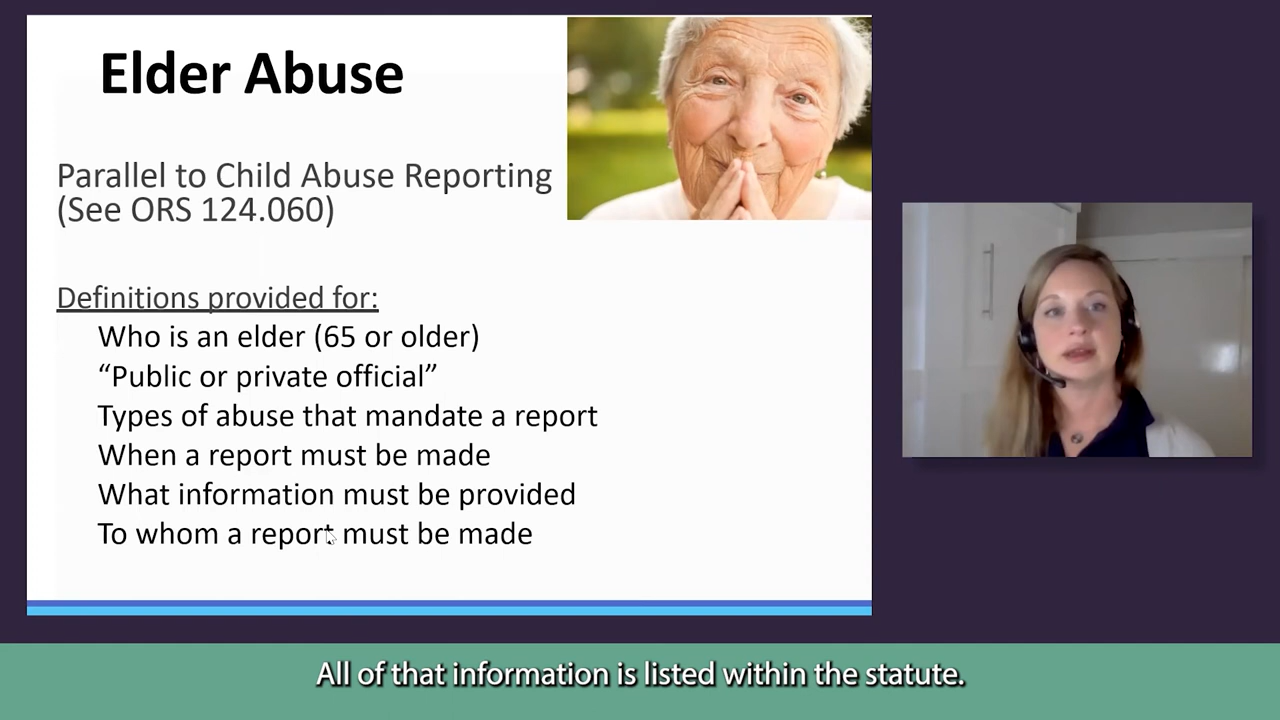 Elder Abuse
Parallel to Child Abuse Reporting
(See ORS 124.060)
Definitions provided for:
Who is an elder (65 or older)
“Public or private official”
Types of abuse that mandate a report
When a report must be made
What information must be provided
To whom a report must be made
All of that information is listed within the statute.